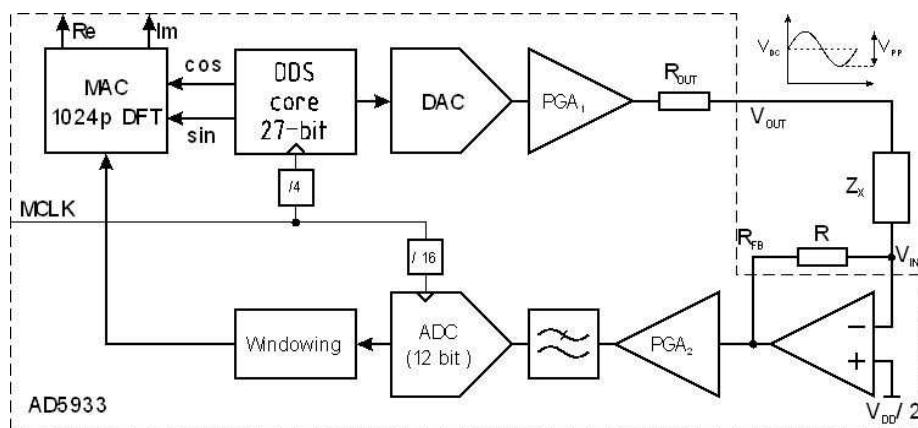 Re
Im
MAC
1024p DFT
cos
sin
DDS
core
27-bit
DAC
PGA1
ROUT
VOUT
VDC
VPP
ZX
/4
MCLK
/ 16
RFB
R
VIN
Windowing
ADC
(12 bit)
PGA2
−
+
VDD/ 2
AD5933